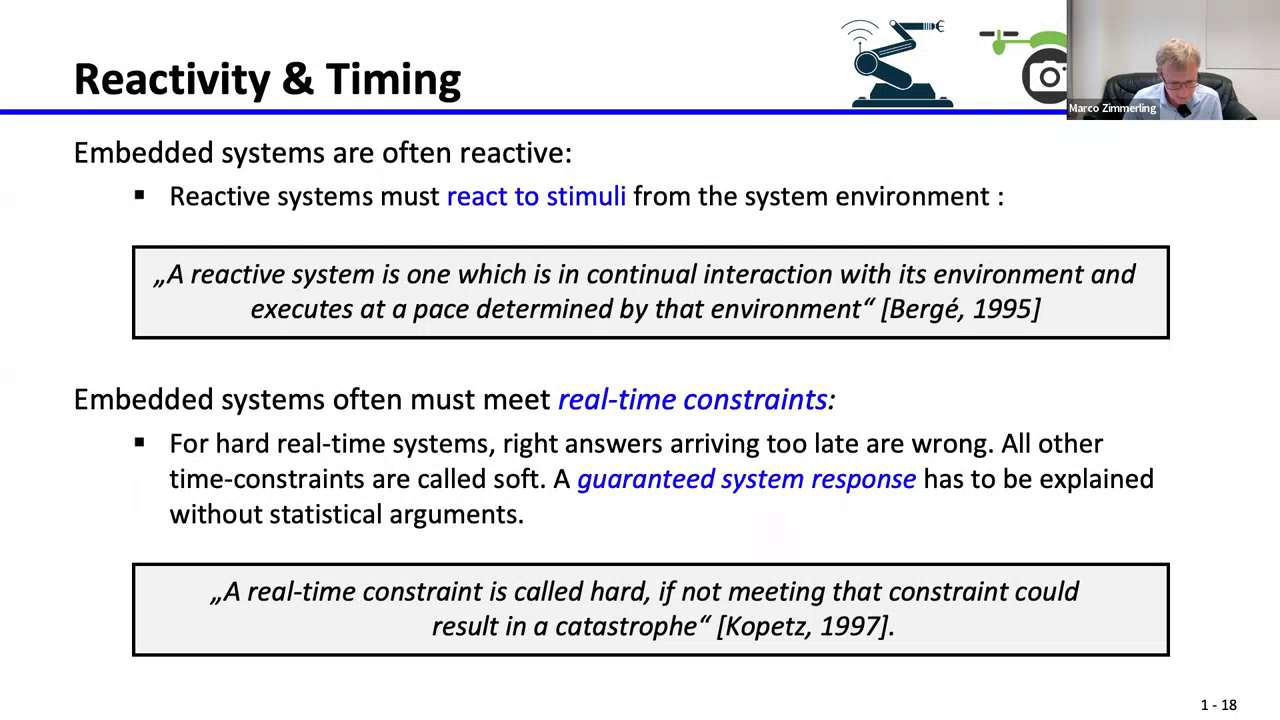 Reactivity & Timing
Marco Zimmerling
Embedded systems are often reactive:
▪ Reactive systems must react to stimuli from the system environment :
„A reactive system is one which is in continual interaction with its environment and
executes at a pace determined by that environment“ [Bergé, 1995]
Embedded systems often must meet real-time constraints:
▪ For hard real-time systems, right answers arriving too late are wrong. All other
time-constraints are called soft. A guaranteed system response has to be explained
without statistical arguments.
„A real-time constraint is called hard, if not meeting that constraint could
result in a catastrophe“ [Kopetz, 1997].
1 - 18